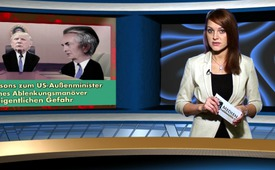 sons zum US-Außenminister
nes Ablenkungsmanöver
eigentlichen Gefahr